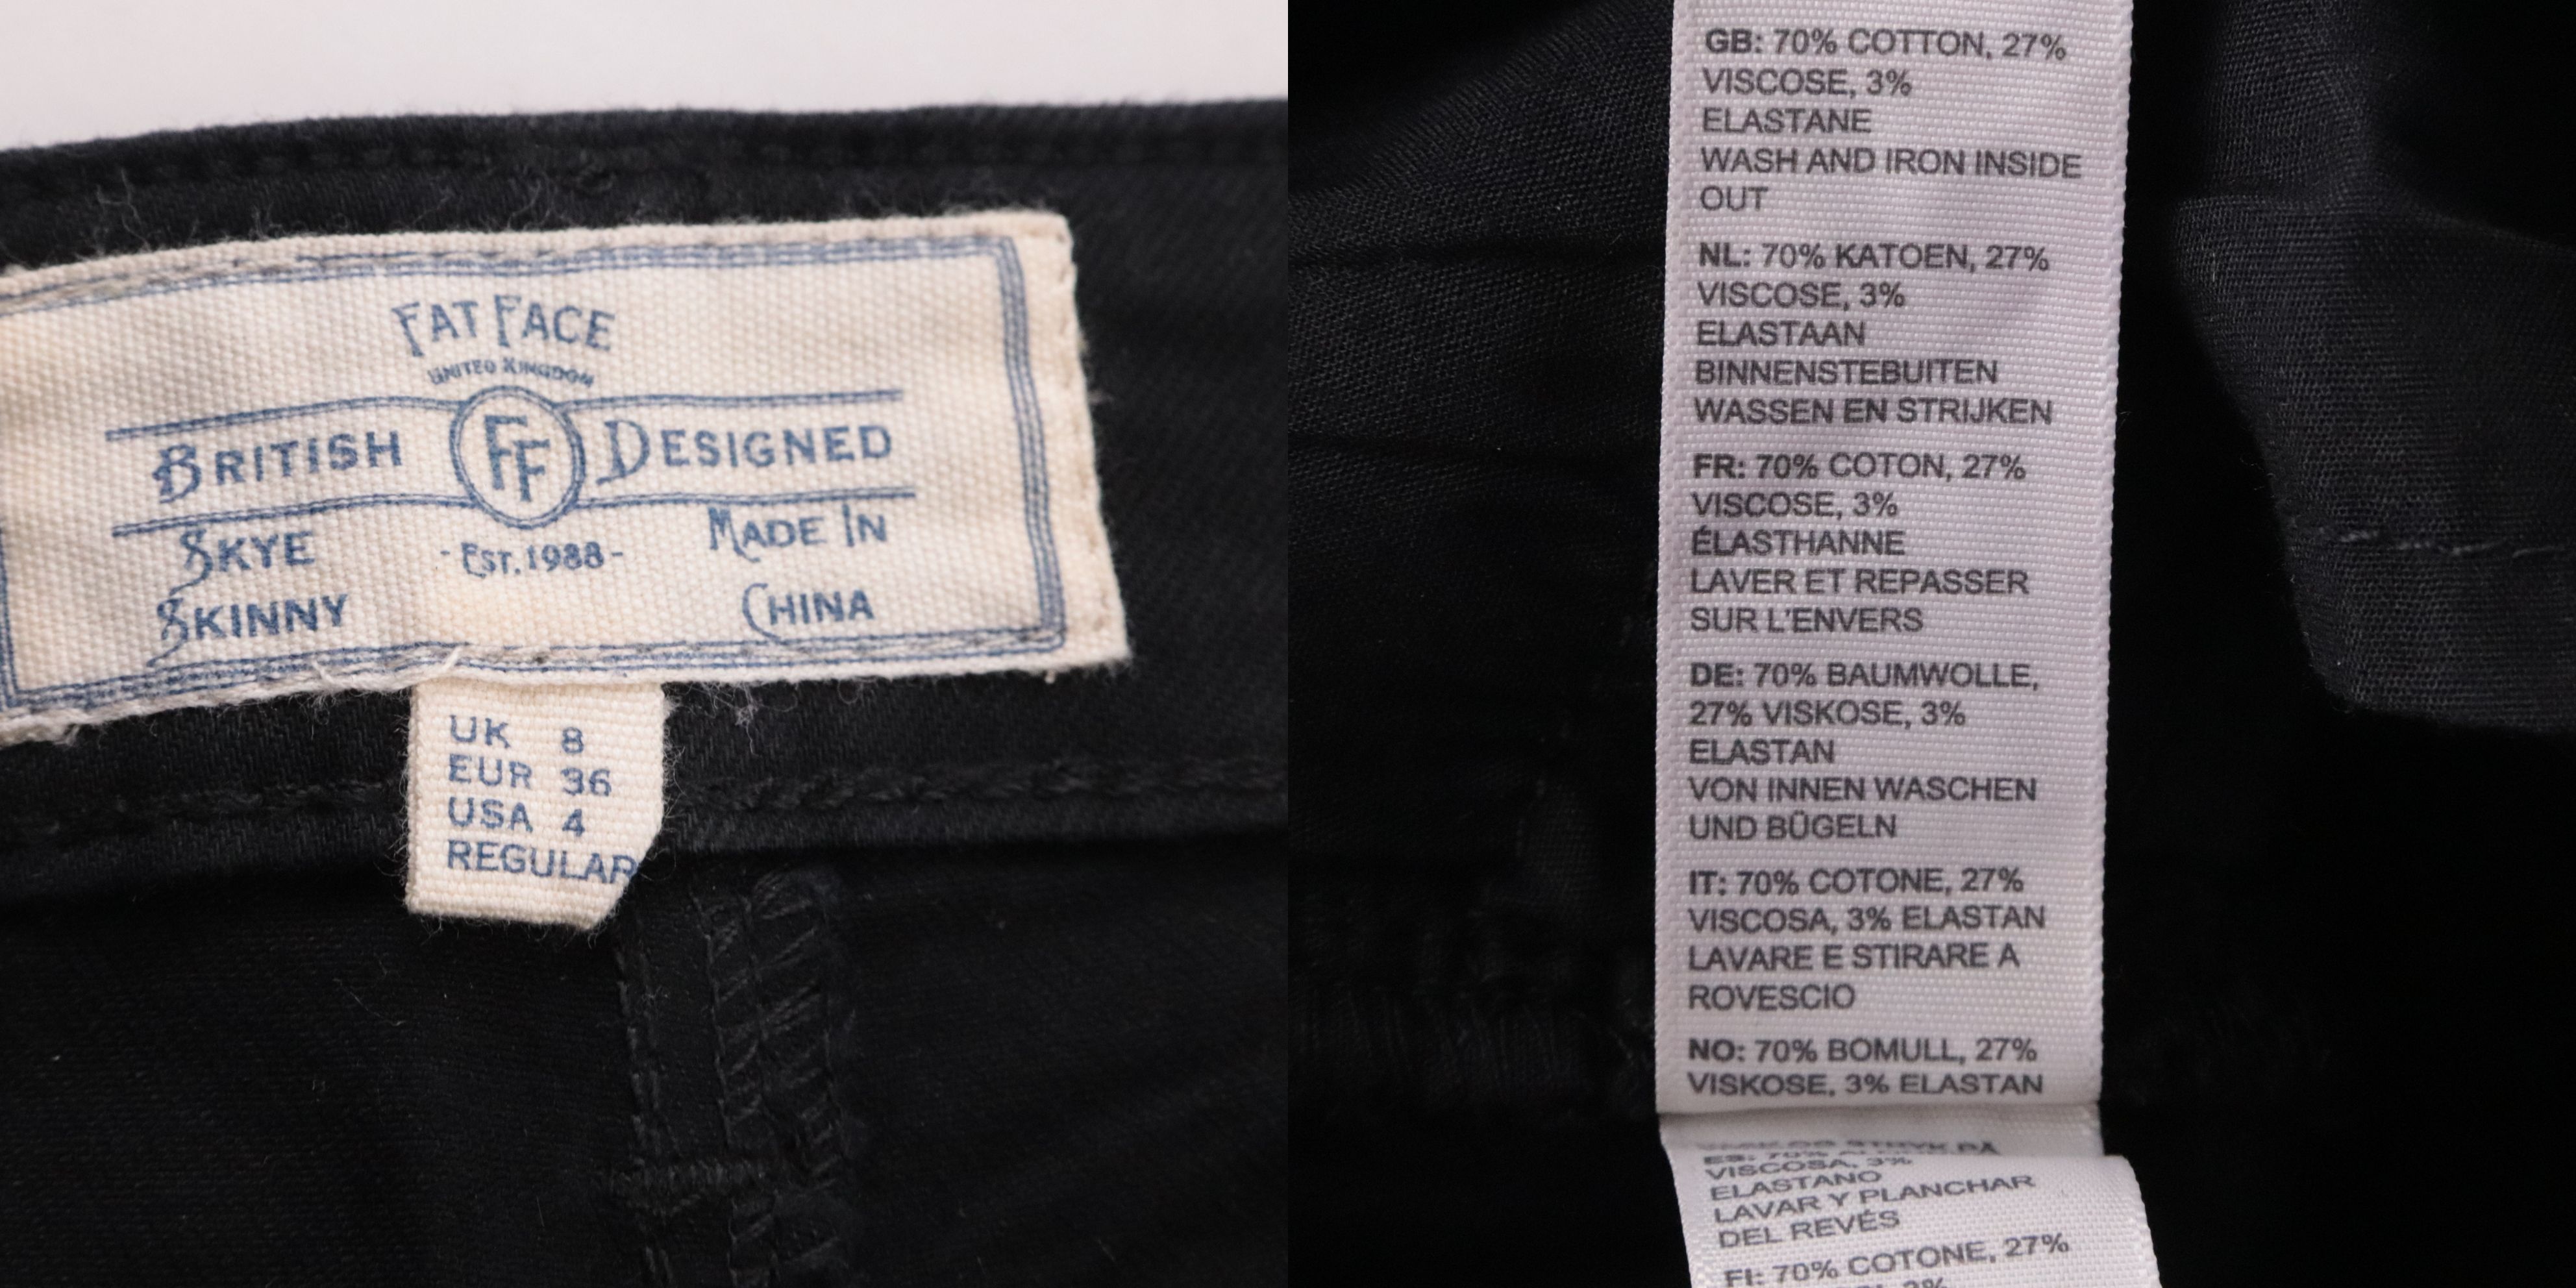 FAT FACE
UNITED KINGDOM
BRITISH FF DESIGNED
SKYE
SKINNY
- EST. 1988 -
MADE IN
CHINA
UK 8
EUR 36
USA 4
REGULAR
GB: 70% COTTON, 27%
VISCOSE, 3%
ELASTANE
WASH AND IRON INSIDE
OUT
NL: 70% KATOEN, 27%
VISCOSE, 3%
ELASTAAN
BINNENSTEBUITEN
WASSEN EN STRIJKEN
FR: 70% COTON, 27%
VISCOSE, 3%
ÉLASTHANNE
LAVER ET REPASSER
SUR L'ENVERS
DE: 70% BAUMWOLLE,
27% VISKOSE, 3%
ELASTAN
VON INNEN WASCHEN
UND BÜGELN
IT: 70% COTONE, 27%
VISCOSA, 3% ELASTAN
LAVARE E STIRARE A
ROVESCIO
NO: 70% BOMULL, 27%
VISKOSE, 3% ELASTAN
ES: 70%
VISCOSA, 3%
ELASTANO
LAVAR Y PLANCHAR
DEL REVÉS
FI: 70% COTONE, 27%
3%